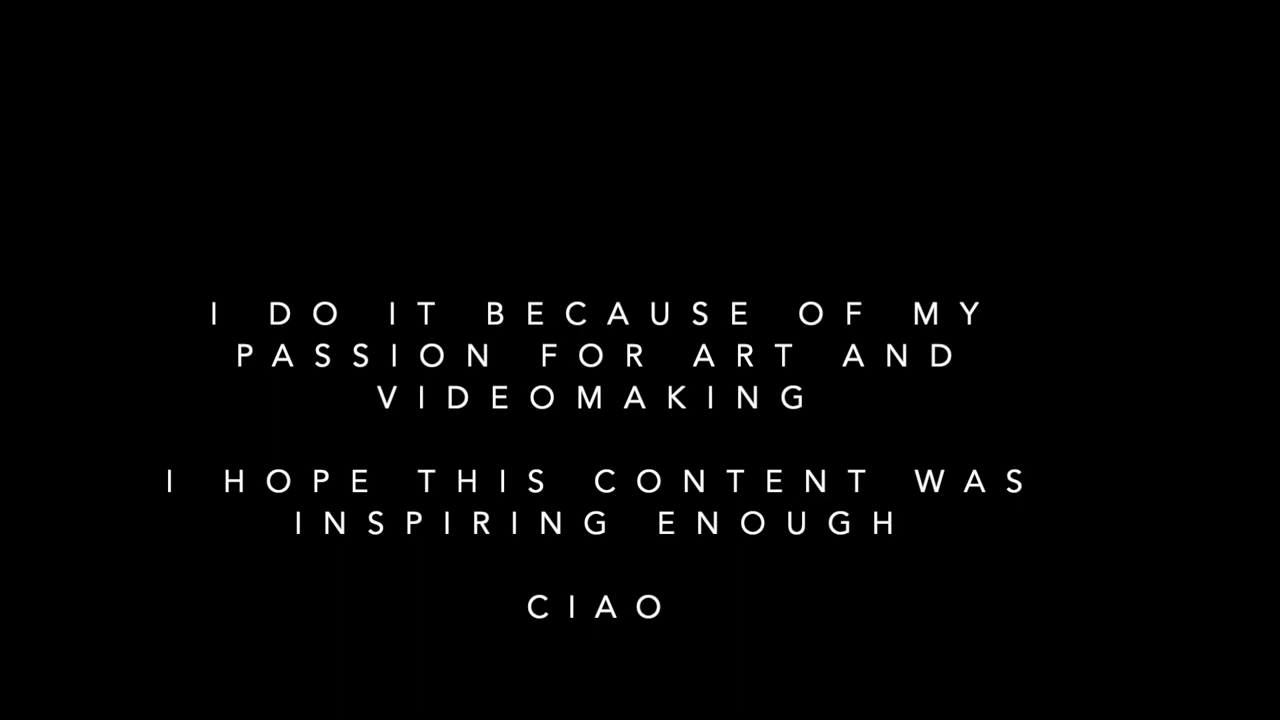 I DO IT BECAUSE OF MY
PASSION FOR ART AND
VIDEOMAKING
I HOPE THIS CONTENT WAS
INSPIRING ENOUGH
CIAO